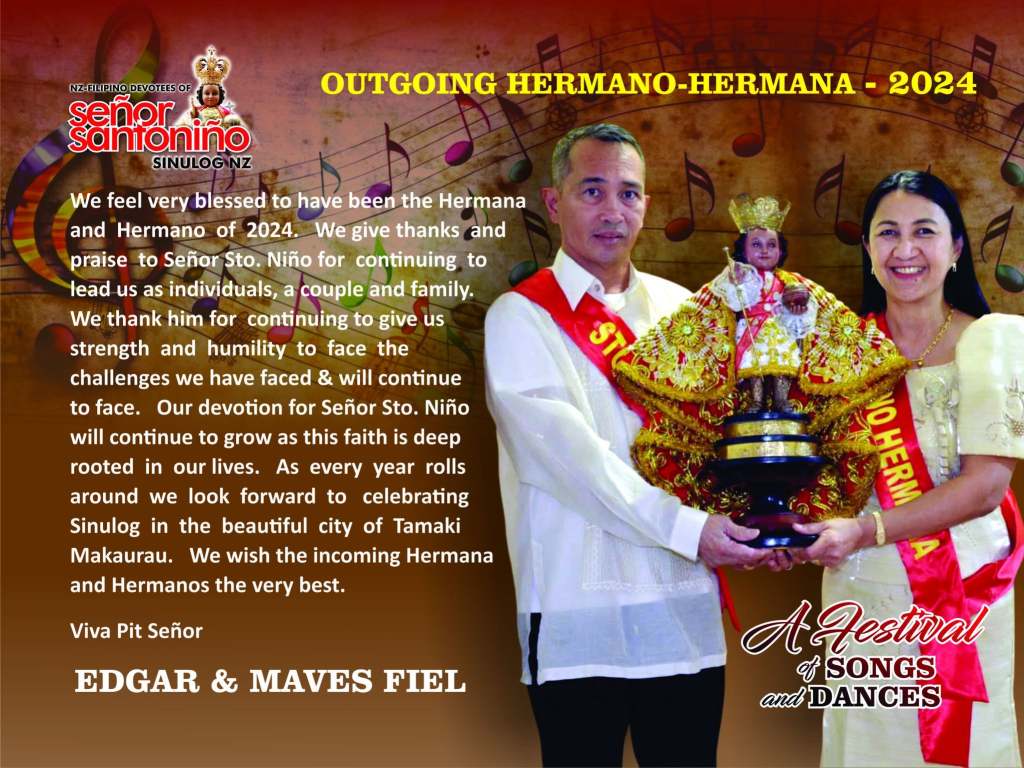 NZ-FILIPINO DEVOTEES OF
señor
santoniño
SINULOG NZ
OUTGOING HERMANO-HERMANA - 2024
We feel very blessed to have been the Hermana
and Hermano of 2024. We give thanks and
praise to Señor Sto. Niño for continuing to
lead us as individuals, a couple and family.
We thank him for continuing to give us
strength and humility to face the
challenges we have faced & will continue
to face. Our devotion for Señor Sto. Niño
will continue to grow as this faith is deep
rooted in our lives. As every year rolls
around we look forward to celebrating
Sinulog in the beautiful city of Tamaki
Makaurau. We wish the incoming Hermana
and Hermanos the very best.
Viva Pit Señor
EDGAR & MAVES FIEL
HERMANA
A Festival
of SONGS
and DANCES